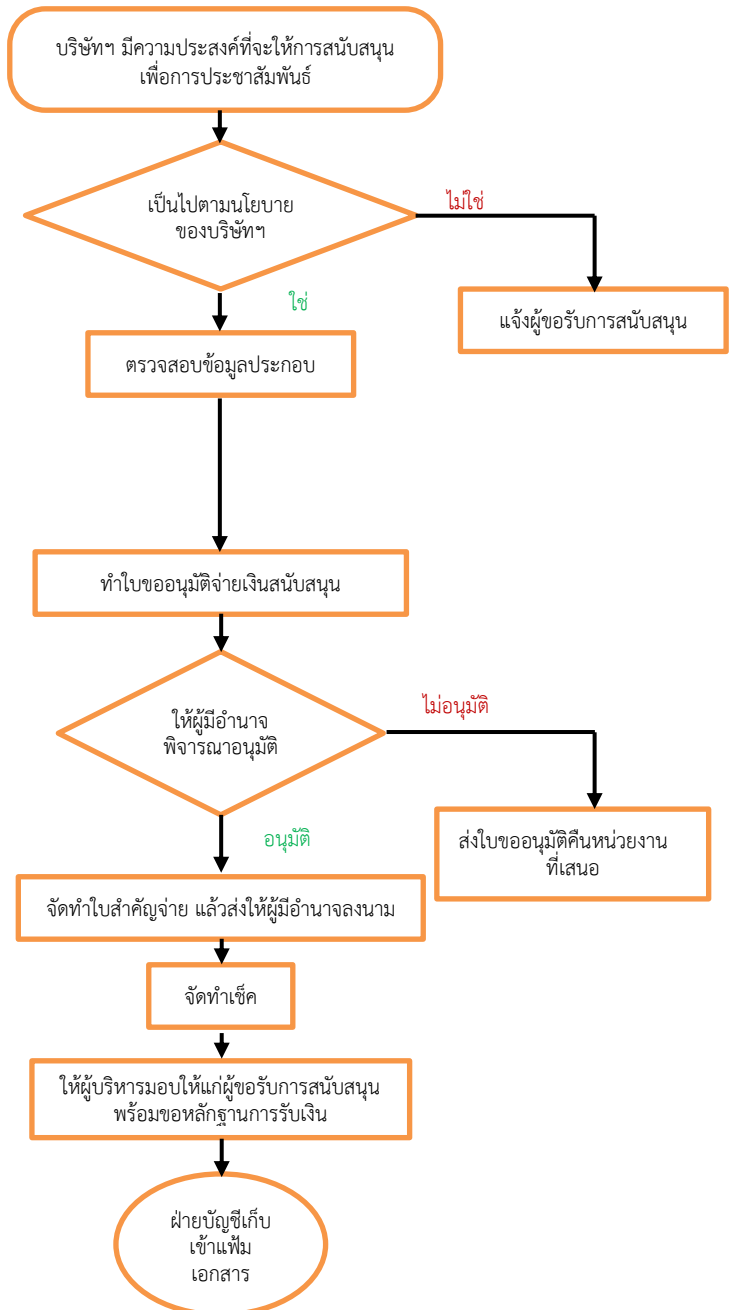 บริษัทฯ มีความประสงค์ที่จะให้การสนับสนุน
เพื่อการประชาสัมพันธ์
เป็นไปตามนโยบาย
ของบริษัทฯ
ไม่ใช่
ใช่
แจ้งผู้ขอรับการสนับสนุน
ตรวจสอบข้อมูลประกอบ
ทำใบขออนุมัติจ่ายเงินสนับสนุน
ให้ผู้มีอำนาจ
พิจารณาอนุมัติ
ไม่อนุมัติ
อนุมัติ
ส่งใบขออนุมัติคืนหน่วยงาน
ที่เสนอ
จัดทำใบสำคัญจ่าย แล้วส่งให้ผู้มีอำนาจลงนาม
จัดทำเช็ค
ให้ผู้บริหารมอบให้แก่ผู้ขอรับการสนับสนุน
พร้อมขอหลักฐานการรับเงิน
ฝ่ายบัญชีเก็บ
เข้าแฟ้ม
เอกสาร